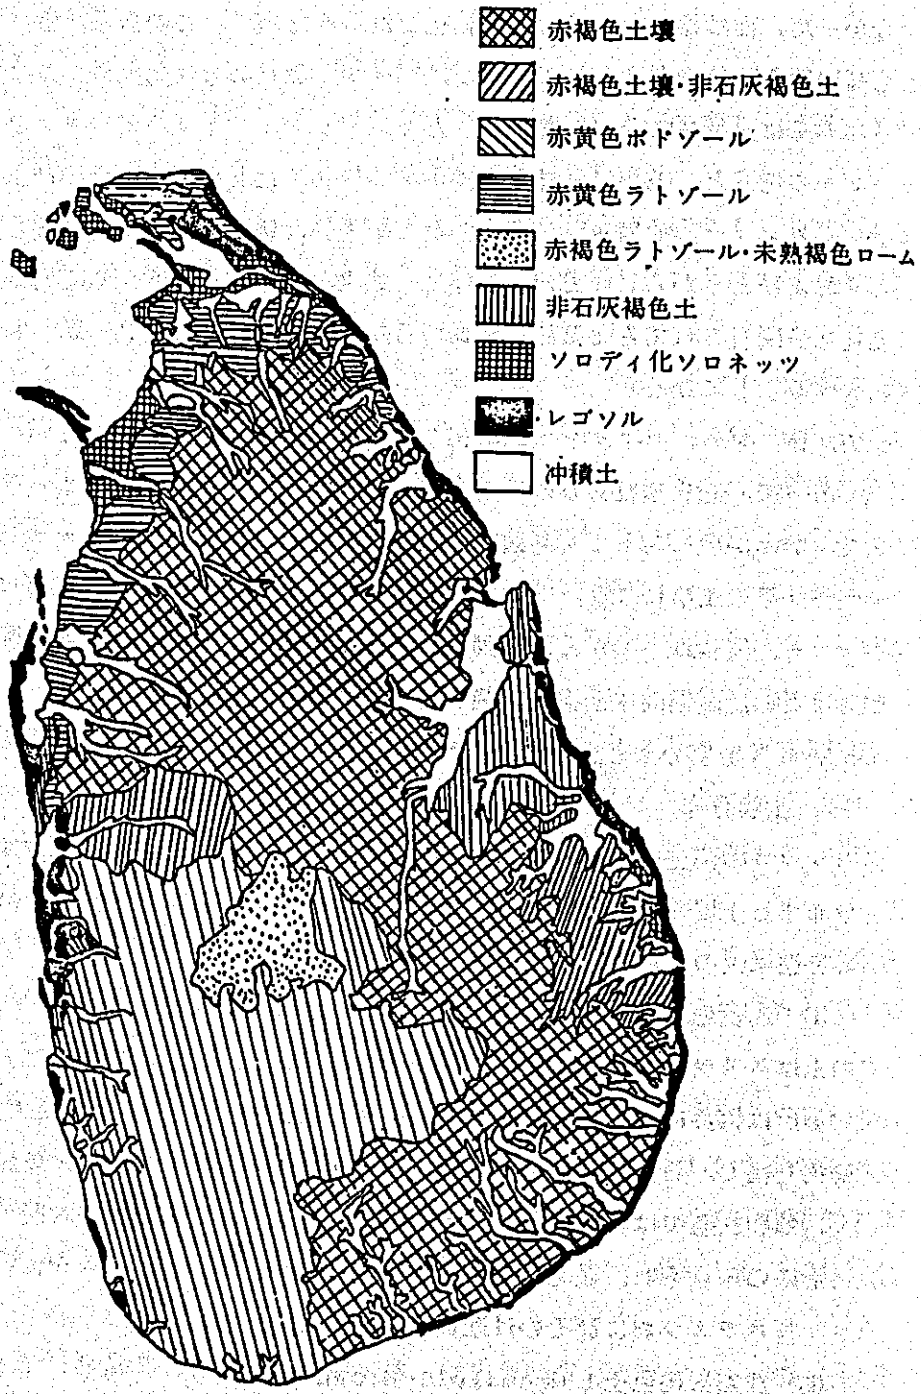 赤褐色土壌
赤褐色土壌・非石灰褐色土
赤黄色ポドゾール
赤黄色ラトゾール
赤褐色ラトゾール・未熟褐色ローム
非石灰褐色土
ソロディ化ソロネッツ
レゴソル
冲積土